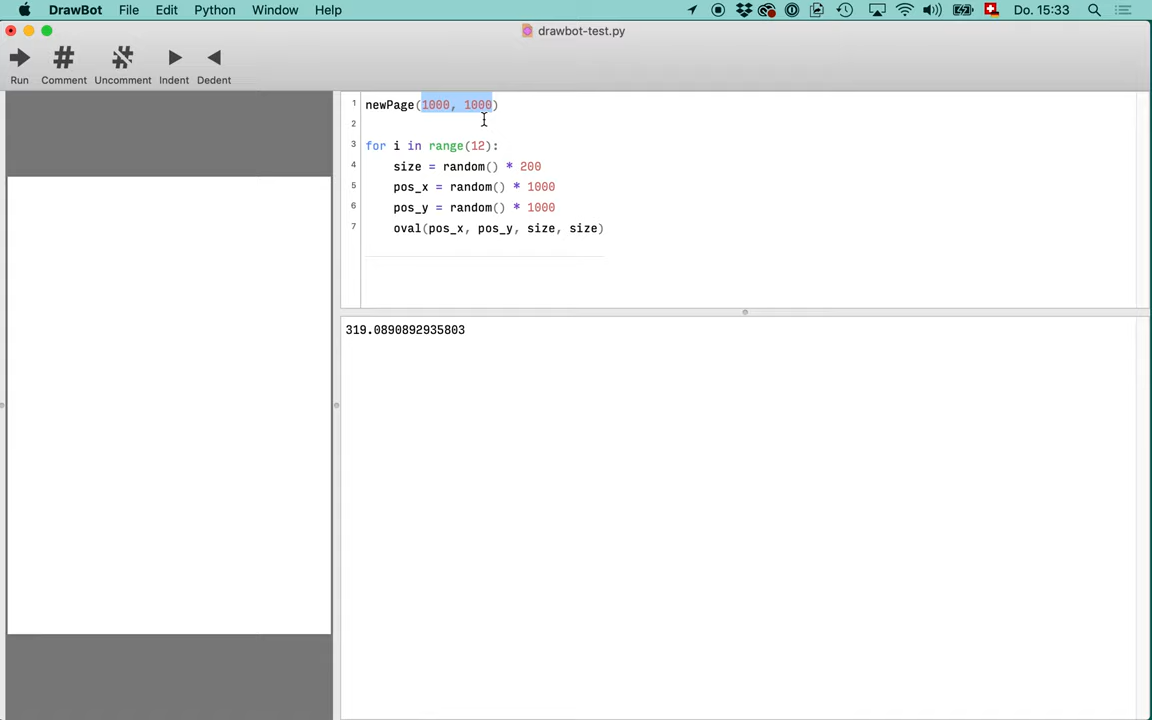 DrawBot File Edit Python Window Help Do. 15:33
drawbot-test.py
Run Comment Uncomment Indent Dedent
1 newPage(1000, 1000)
2
3 for i in range(12):
4 size = random() * 200
5 pos_x = random() * 1000
6 pos_y = random() * 1000
7 oval(pos_x, pos_y, size, size)
319.0890892935803